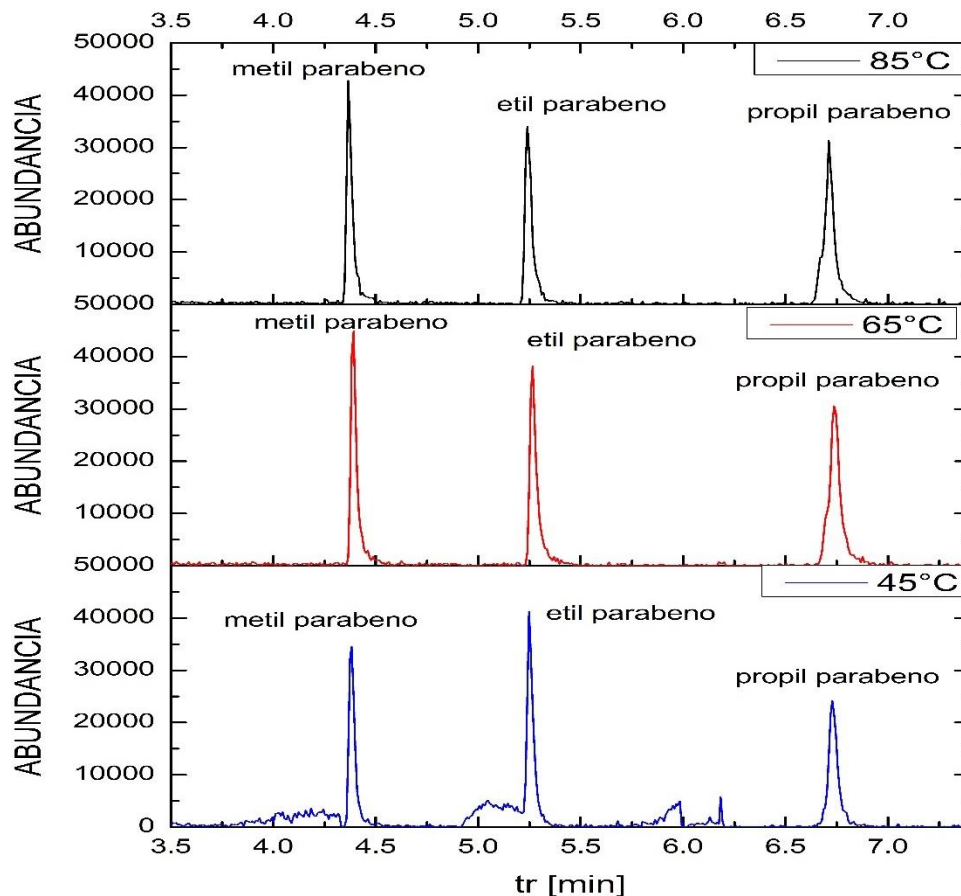 3.5 4.0 4.5 5.0 5.5 6.0 6.5 7.0
50000
40000
30000
20000
10000
ABUNDANCIA
metil parabeno
etil parabeno
propil parabeno
85°C
50000
40000
30000
20000
10000
ABUNDANCIA
metil parabeno
etil parabeno
propil parabeno
65°C
50000
40000
30000
20000
10000
0
ABUNDANCIA
metil parabeno
etil parabeno
propil parabeno
45°C
3.5 4.0 4.5 5.0 5.5 6.0 6.5 7.0
tr [min]